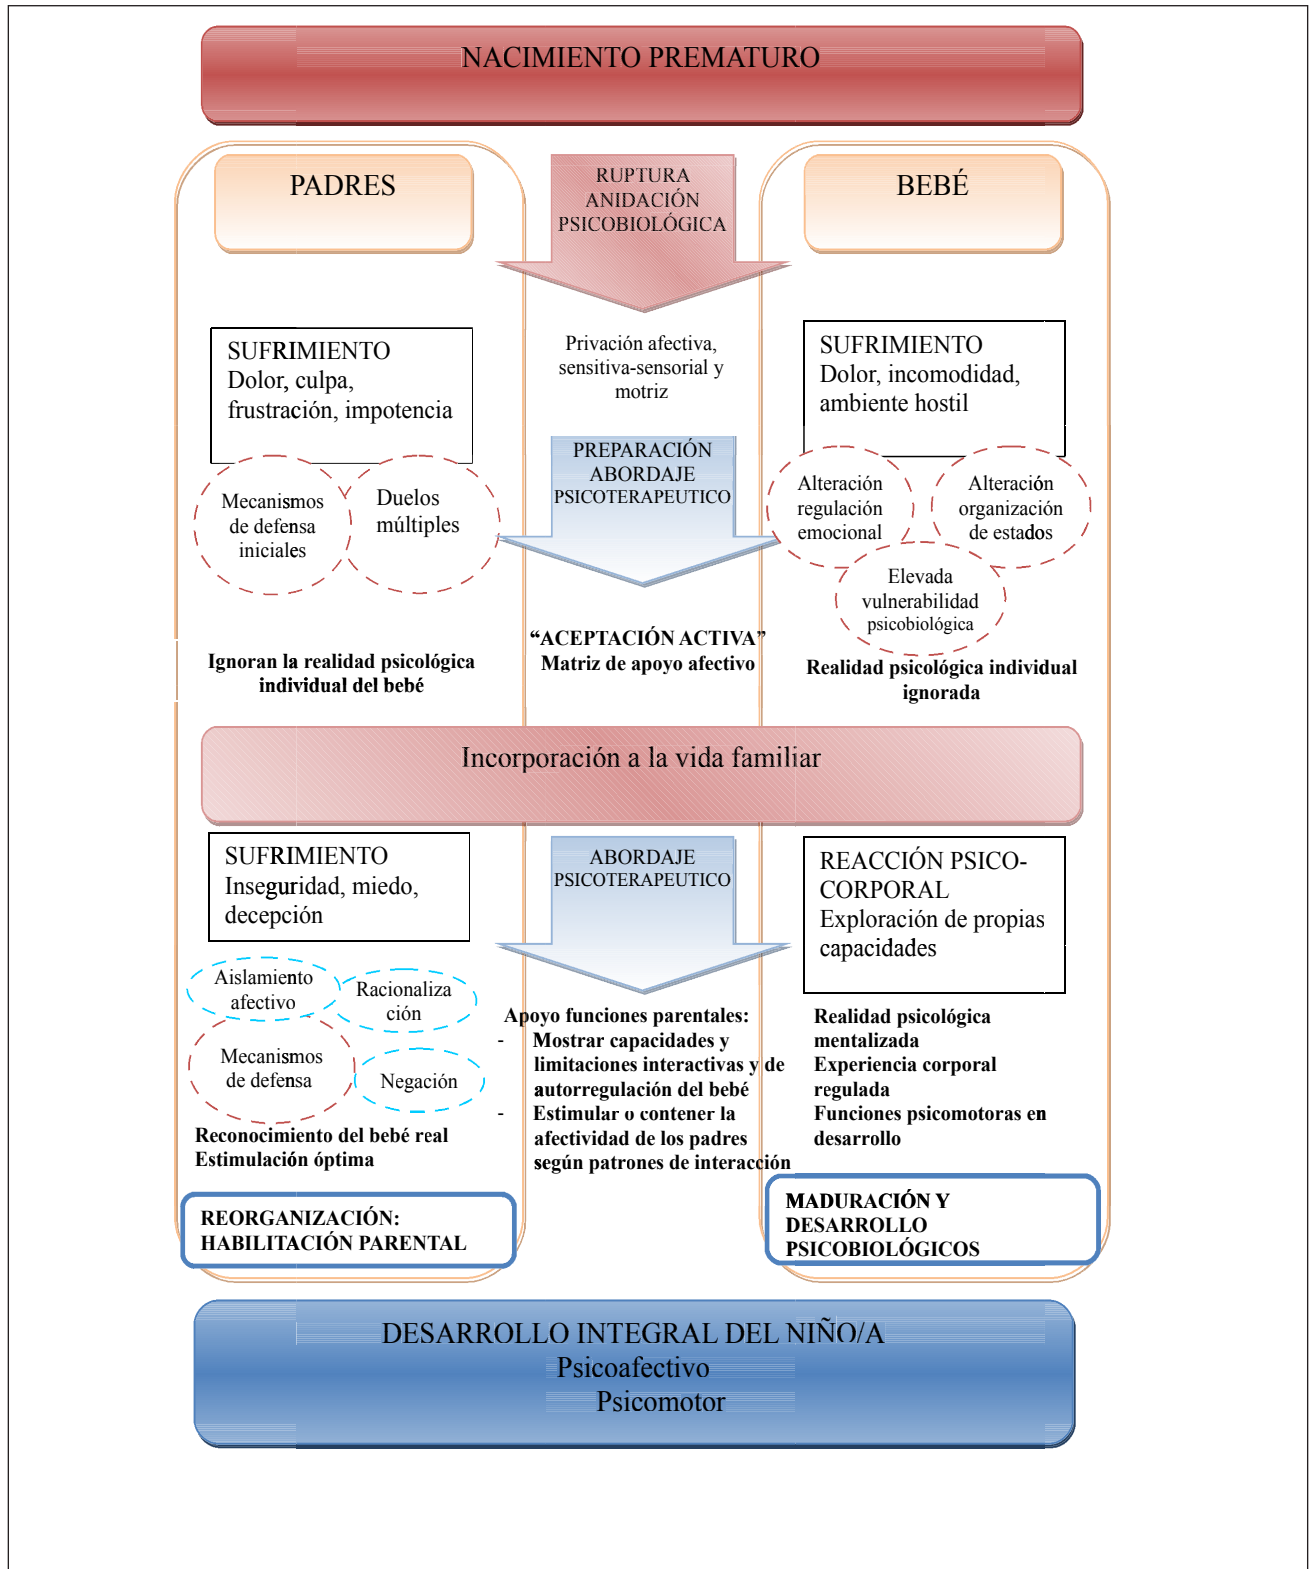 NACIMIENTO PREMATURO
PADRES
RUPTURA
ANIDACIÓN
PSICOBIOLÓGICA
BEBÉ
SUFRIMIENTO
Dolor, culpa,
frustración, impotencia
Privación afectiva,
sensitiva-sensorial y
motriz
SUFRIMIENTO
Dolor, incomodidad,
ambiente hostil
Mecanismos
de defensa
iniciales
Duelos
múltiples
PREPARACIÓN
ABORDAJE
PSICOTERAPEUTICO
Alteración
regulación
emocional
Alteración
organización
de estados
Elevada
vulnerabilidad
psicobiológica
Ignoran la realidad psicológica
individual del bebé
“ACEPTACIÓN ACTIVA”
Matriz de apoyo afectivo
Realidad psicológica individual
ignorada
Incorporación a la vida familiar
SUFRIMIENTO
Inseguridad, miedo,
decepción
ABORDAJE
PSICOTERAPEUTICO
REACCIÓN PSICO-
CORPORAL
Exploración de propias
capacidades
Aislamiento
afectivo
Racionaliza
ción
Mecanismos
de defensa
Negación
Reconocimiento del bebé real
Estimulación óptima
Apoyo funciones parentales:
- Mostrar capacidades y
limitaciones interactivas y de
autorregulación del bebé
- Estimular o contener la
afectividad de los padres
según patrones de interacción
Realidad psicológica
mentalizada
Experiencia corporal
regulada
Funciones psicomotoras en
desarrollo
REORGANIZACIÓN:
HABILITACIÓN PARENTAL
MADURACIÓN Y
DESARROLLO
PSICOBIOLÓGICOS
DESARROLLO INTEGRAL DEL NIÑO/A
Psicoafectivo
Psicomotor